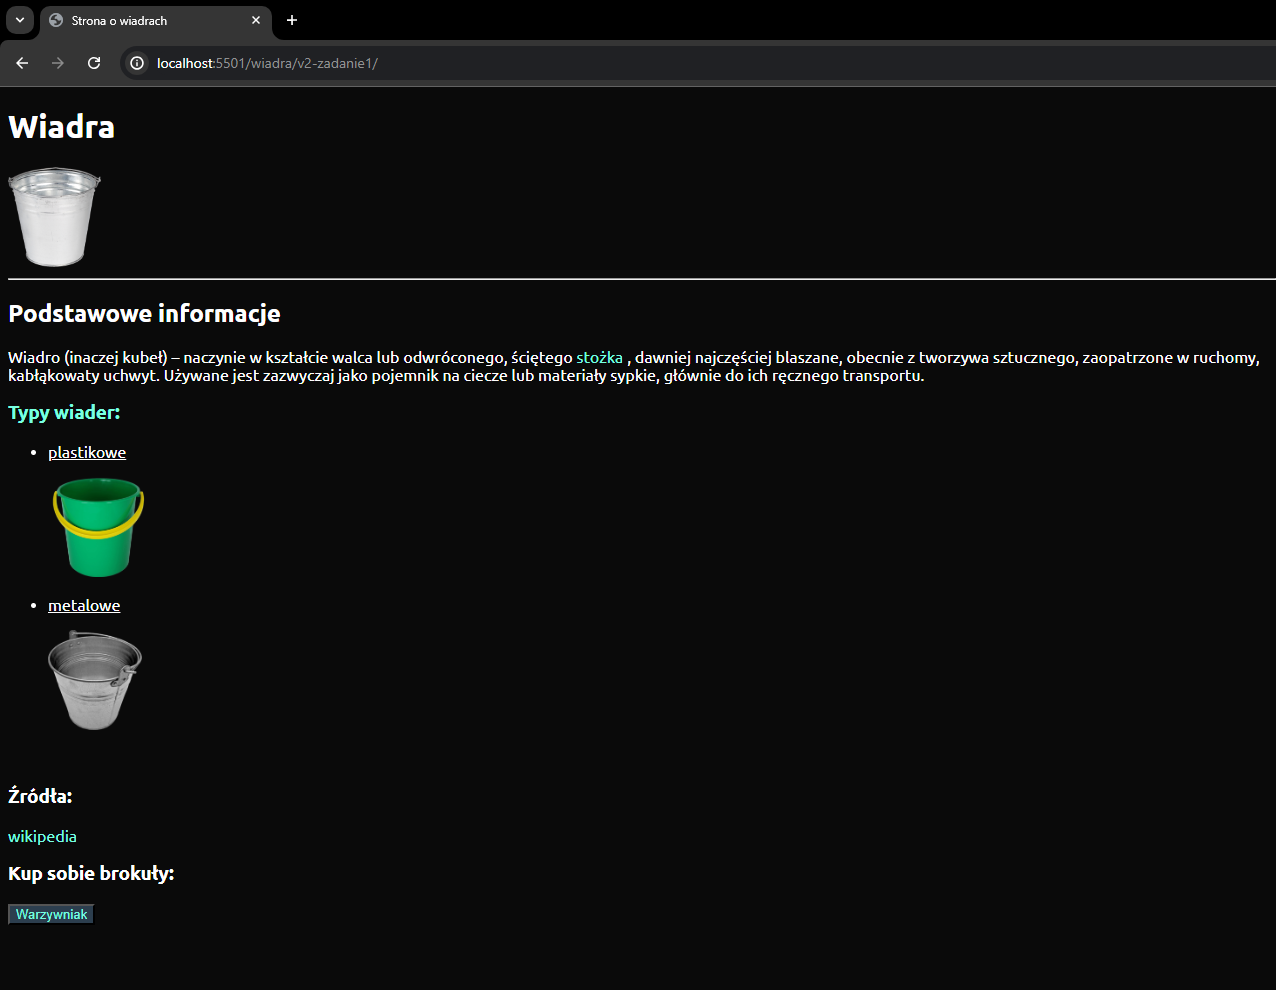 Strona o wiadrach
localhost:5501/wiadra/v2-zadanie1/
Wiadra
Podstawowe informacje
Wiadro (inaczej kubeł) – naczynie w kształcie walca lub odwróconego, ściętego stożka , dawniej najczęściej blaszane, obecnie z tworzywa sztucznego, zaopatrzone w ruchomy,
kabłąkowaty uchwyt. Używane jest zazwyczaj jako pojemnik na ciecze lub materiały sypkie, głównie do ich ręcznego transportu.
Typy wiader:
• plastikowe
• metalowe
Źródła:
wikipedia
Kup sobie brokuły:
Warzywniak